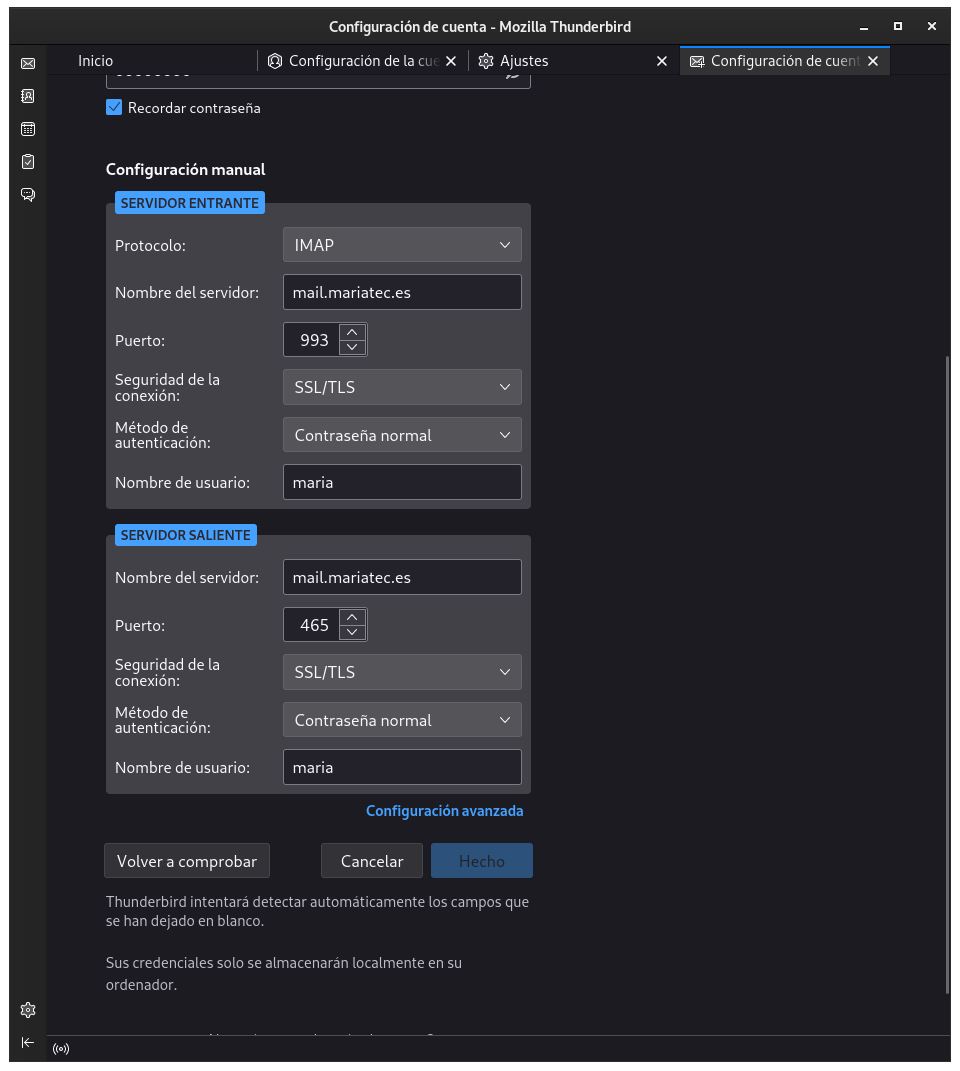 Configuración de cuenta - Mozilla Thunderbird
Inicio
Configuración de la cue
Ajustes
Configuración de cuent
Recordar contraseña
Configuración manual
SERVIDOR ENTRANTE
Protocolo:
IMAP
Nombre del servidor:
mail.mariatec.es
Puerto:
993
Seguridad de la
conexión:
SSL/TLS
Método de
autenticación:
Contraseña normal
Nombre de usuario:
maria
SERVIDOR SALIENTE
Nombre del servidor:
mail.mariatec.es
Puerto:
465
Seguridad de la
conexión:
SSL/TLS
Método de
autenticación:
Contraseña normal
Nombre de usuario:
maria
Configuración avanzada
Volver a comprobar
Cancelar
Hecho
Thunderbird intentará detectar automáticamente los campos que
se han dejado en blanco.
Sus credenciales solo se almacenarán localmente en su
ordenador.